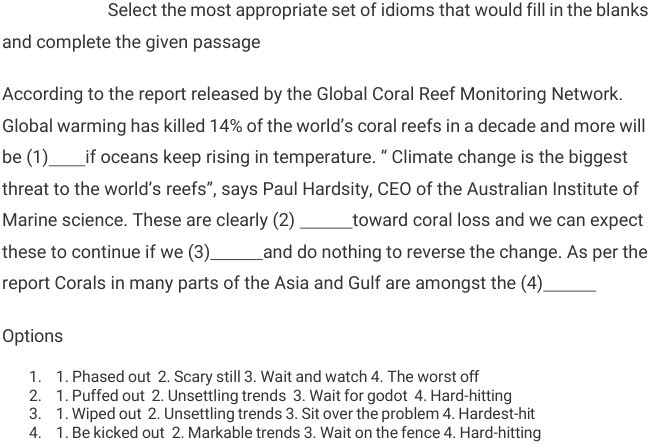 Select the most appropriate set of idioms that would fill in the blanks
and complete the given passage
According to the report released by the Global Coral Reef Monitoring Network.
Global warming has killed 14% of the world's coral reefs in a decade and more will
be (1)____if oceans keep rising in temperature. “ Climate change is the biggest
threat to the world's reefs”, says Paul Hardsity, CEO of the Australian Institute of
Marine science. These are clearly (2) ______toward coral loss and we can expect
these to continue if we (3)______and do nothing to reverse the change. As per the
report Corals in many parts of the Asia and Gulf are amongst the (4)______
Options
1. 1. Phased out 2. Scary still 3. Wait and watch 4. The worst off
2. 1. Puffed out 2. Unsettling trends 3. Wait for godot 4. Hard-hitting
3. 1. Wiped out 2. Unsettling trends 3. Sit over the problem 4. Hardest-hit
4. 1. Be kicked out 2. Markable trends 3. Wait on the fence 4. Hard-hitting